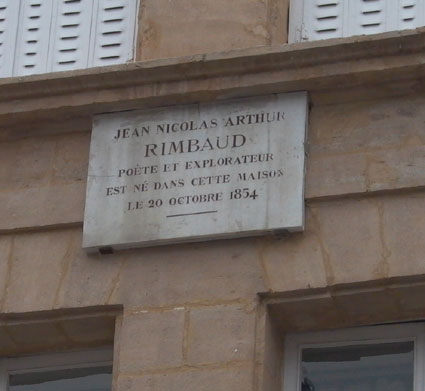 JEAN NICOLAS ARTHUR
RIMBAUD
POÈTE ET EXPLORATEUR
EST NÉ DANS CETTE MAISON
LE 20 OCTOBRE 1854